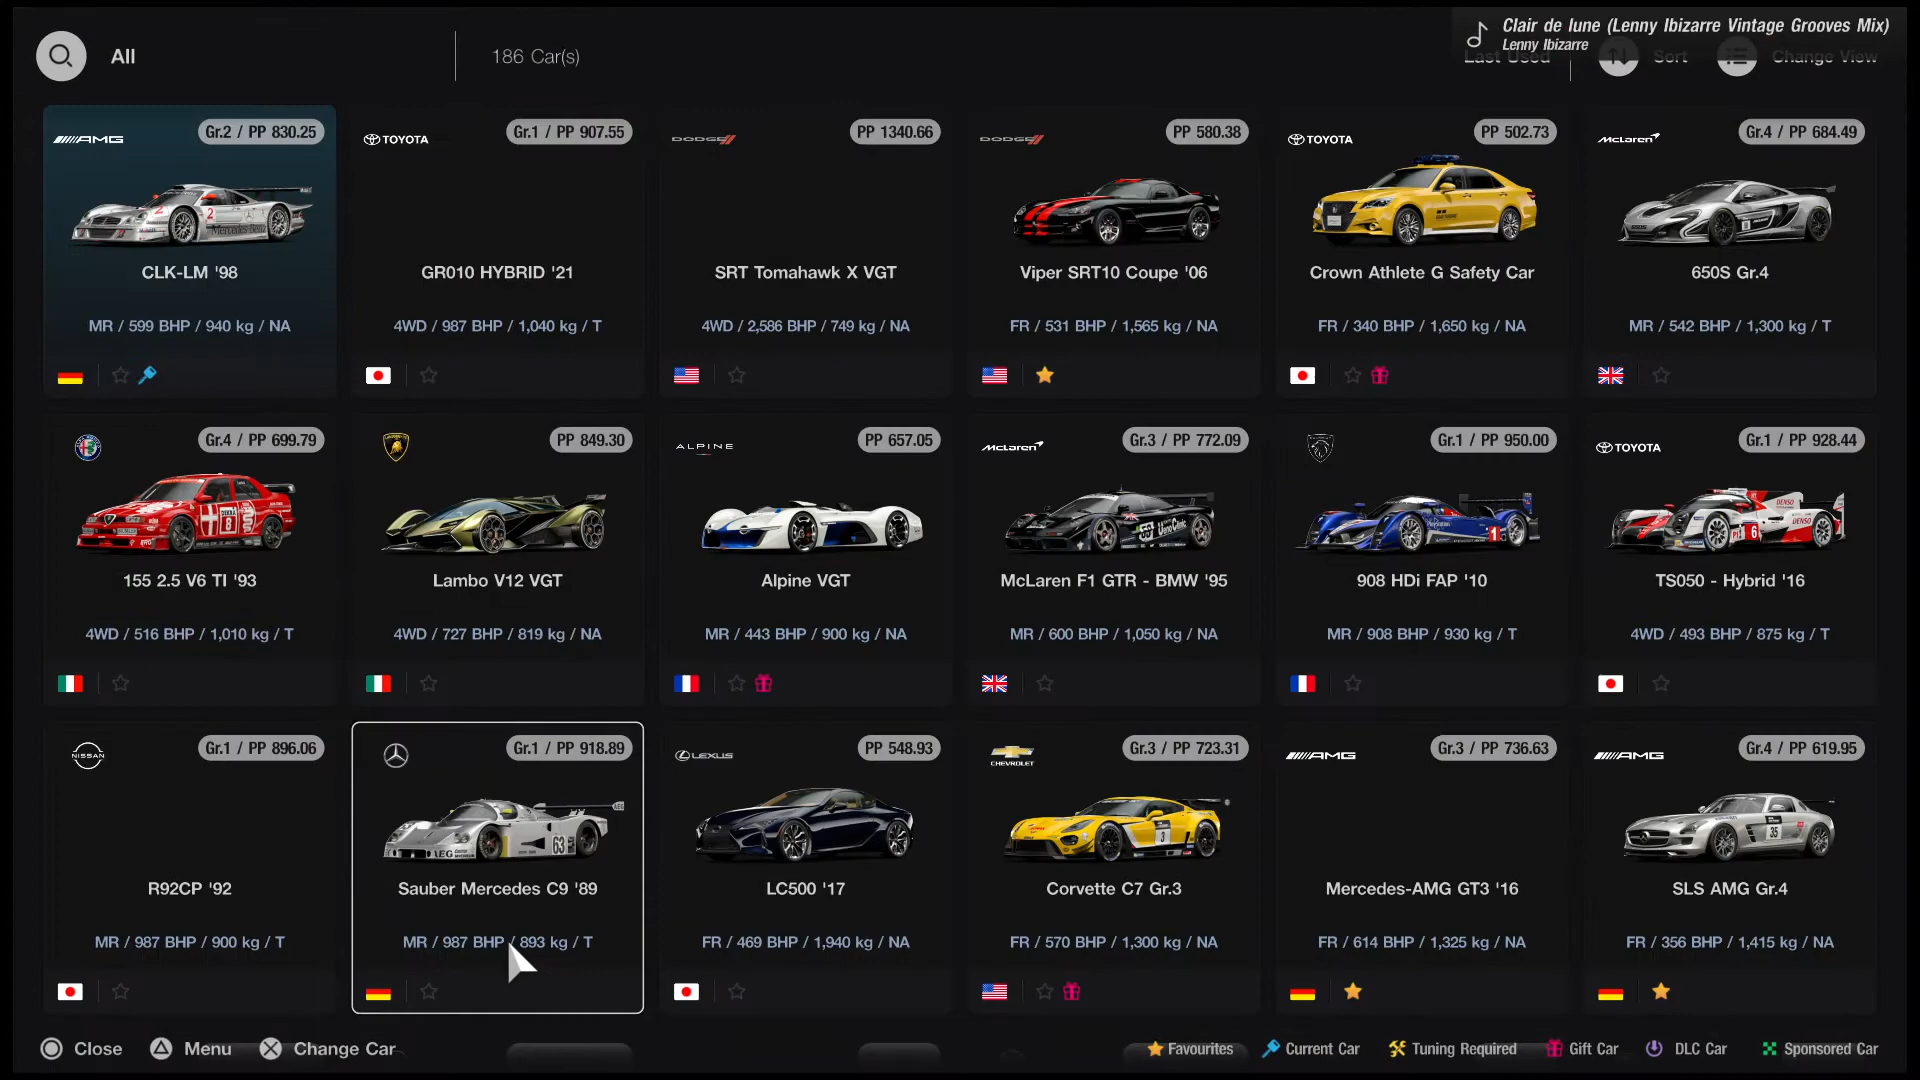 All
186 Car(s)
Clair de lune (Lenny Ibizarre Vintage Grooves Mix)
Lenny Ibizarre
Last Used
Sort
Change View
AMG
Gr.2 / PP 830.25
CLK-LM '98
MR / 599 BHP / 940 kg / NA
TOYOTA
Gr.1 / PP 907.55
GR010 HYBRID '21
4WD / 987 BHP / 1,040 kg / T
DODGE
PP 1340.66
SRT Tomahawk X VGT
4WD / 2,586 BHP / 749 kg / NA
DODGE
PP 580.38
Viper SRT10 Coupe '06
FR / 531 BHP / 1,565 kg / NA
TOYOTA
PP 502.73
Crown Athlete G Safety Car
FR / 340 BHP / 1,650 kg / NA
McLaren
Gr.4 / PP 684.49
650S Gr.4
MR / 542 BHP / 1,300 kg / T
Gr.4 / PP 699.79
155 2.5 V6 TI '93
4WD / 516 BHP / 1,010 kg / T
PP 849.30
Lambo V12 VGT
4WD / 727 BHP / 819 kg / NA
ALPINE
PP 657.05
Alpine VGT
MR / 443 BHP / 900 kg / NA
McLaren
Gr.3 / PP 772.09
McLaren F1 GTR - BMW '95
MR / 600 BHP / 1,050 kg / NA
Gr.1 / PP 950.00
908 HDi FAP '10
MR / 908 BHP / 930 kg / T
TOYOTA
Gr.1 / PP 928.44
TS050 - Hybrid '16
4WD / 493 BHP / 875 kg / T
NISSAN
Gr.1 / PP 896.06
R92CP '92
MR / 987 BHP / 900 kg / T
Gr.1 / PP 918.89
63
Sauber Mercedes C9 '89
MR / 987 BHP / 893 kg / T
LEXUS
PP 548.93
LC500 '17
FR / 469 BHP / 1,940 kg / NA
CHEVROLET
Gr.3 / PP 723.31
3
Corvette C7 Gr.3
FR / 570 BHP / 1,300 kg / NA
AMG
Gr.3 / PP 736.63
Mercedes-AMG GT3 '16
FR / 614 BHP / 1,325 kg / NA
AMG
Gr.4 / PP 619.95
35
SLS AMG Gr.4
FR / 356 BHP / 1,415 kg / NA
Close
Menu
Change Car
Favourites
Current Car
Tuning Required
Gift Car
DLC Car
Sponsored Car